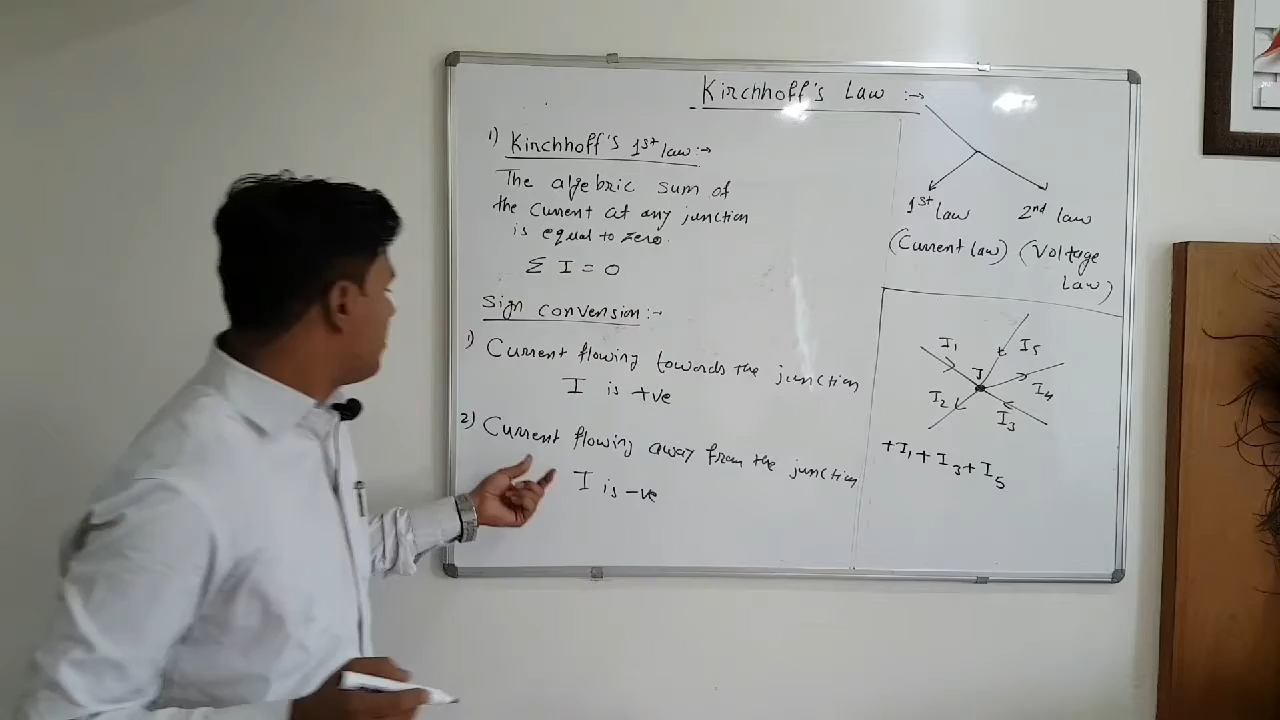 Kirchhoff's Law :→
1) Kirchhoff's 1st law :→
The algebric sum of
the current at any junction
is equal to zero.
Σ I = 0
Sign convension :→
1) Current flowing towards the junction
I is +ve
2) Current flowing away from the junction
I is -ve
1st law 2nd law
(Current law) (Voltage
Law)
I1 I5
J
I4
I2 I3
+I1 + I3 + I5